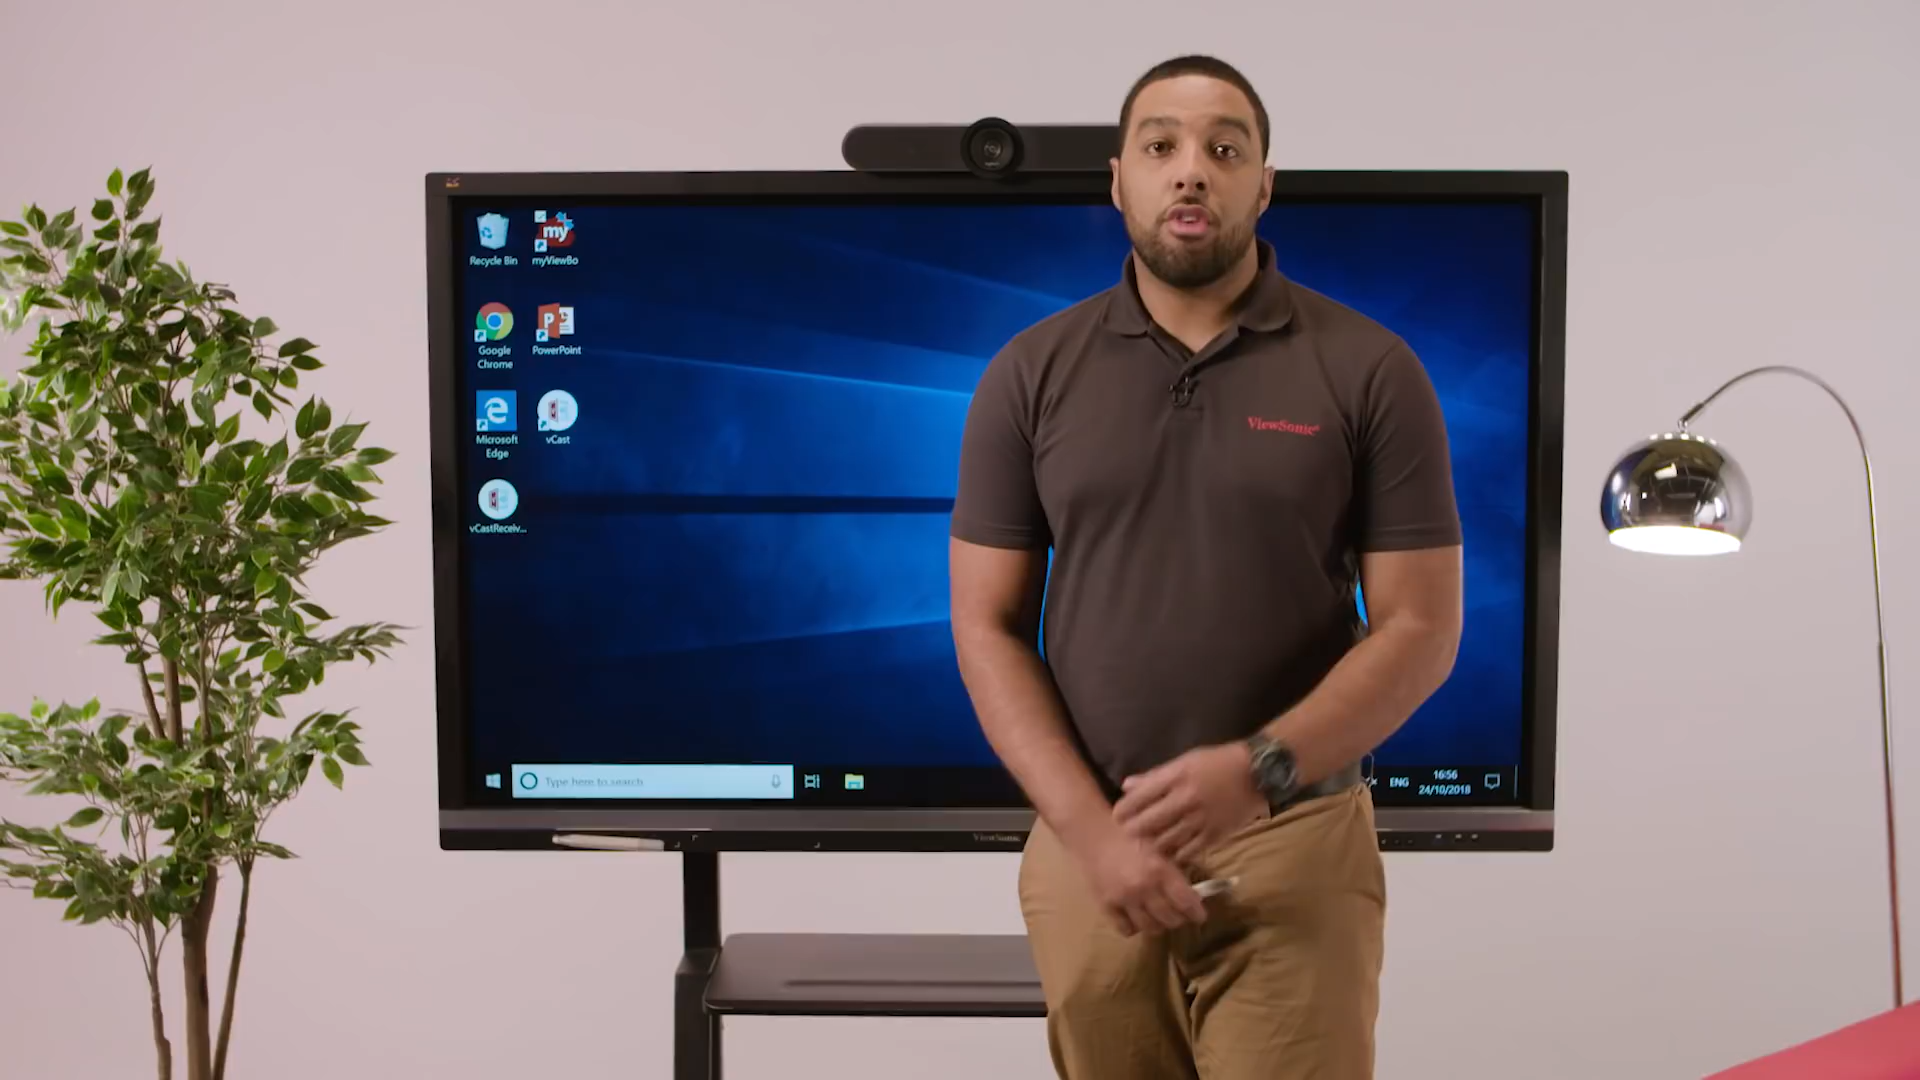 Recycle Bin
myViewBo
my
Google
Chrome
PowerPoint
Microsoft
Edge
vCast
vCastReceiv...
ViewSonic
Type here to search
ENG
16:56
24/10/2018
ViewSonic